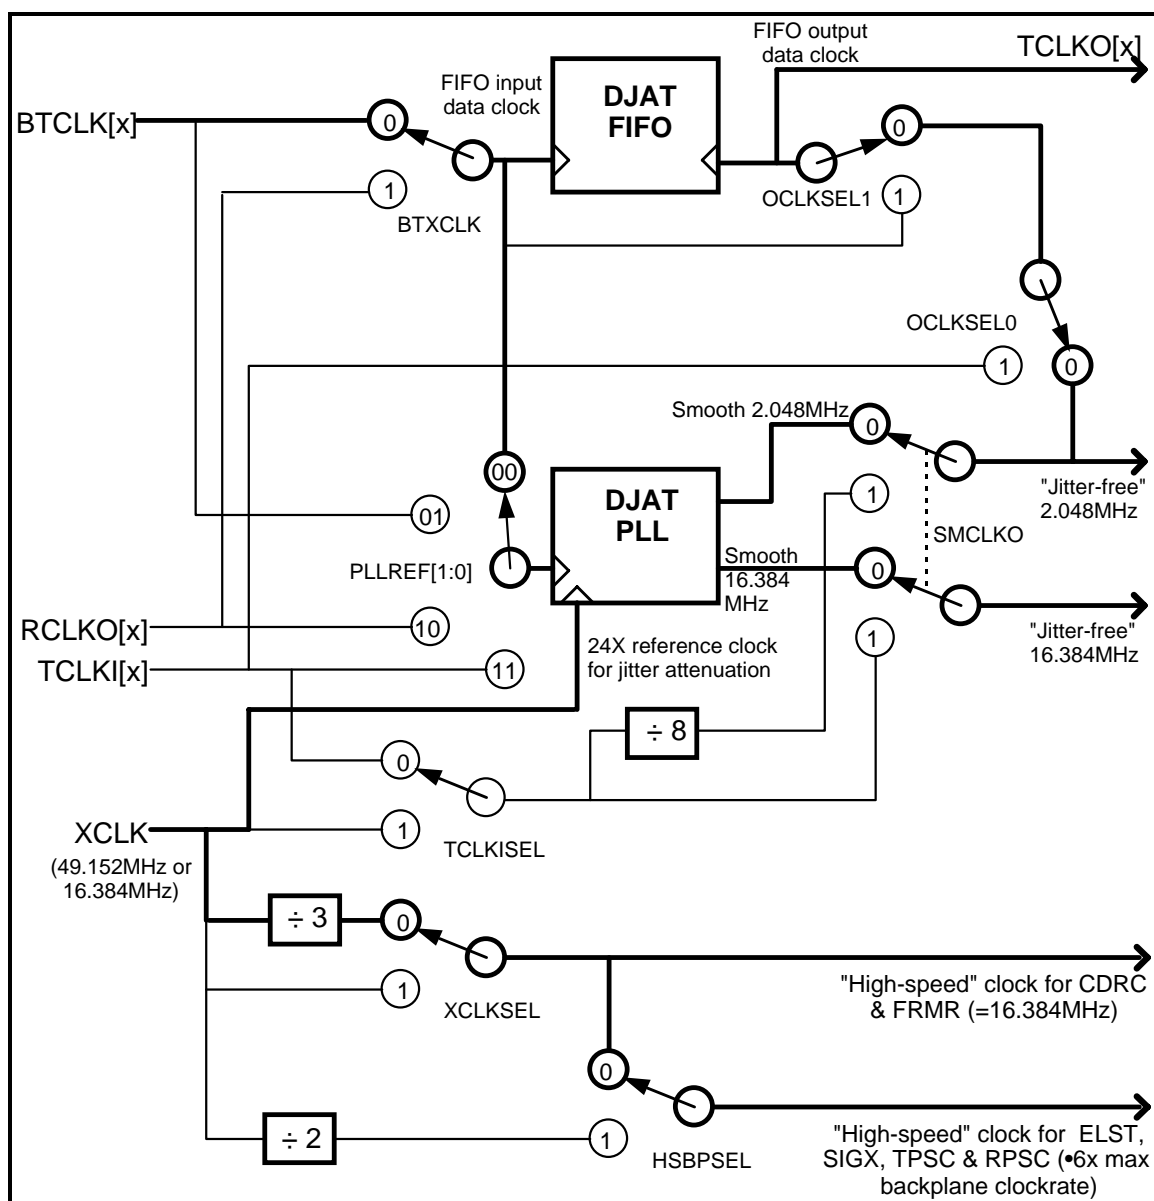 FIFO output
data clock
TCLKO[x]
FIFO input
data clock
DJAT
FIFO
BTCLK[x]
0
0
1
BTXCLK
OCLKSEL1
1
OCLKSEL0
1
0
Smooth 2.048MHz
0
00
DJAT
PLL
1
"Jitter-free"
2.048MHz
01
SMCLKO
PLLREF[1:0]
Smooth
16.384
MHz
0
RCLKO[x]
10
"Jitter-free"
16.384MHz
1
TCLKI[x]
11
24X reference clock
for jitter attenuation
÷ 8
0
XCLK
(49.152MHz or
16.384MHz)
1
TCLKISEL
÷ 3
0
1
XCLKSEL
"High-speed" clock for CDRC
& FRMR (=16.384MHz)
0
÷ 2
1
HSBPSEL
"High-speed" clock for ELST,
SIGX, TPSC & RPSC (•6x max
backplane clockrate)